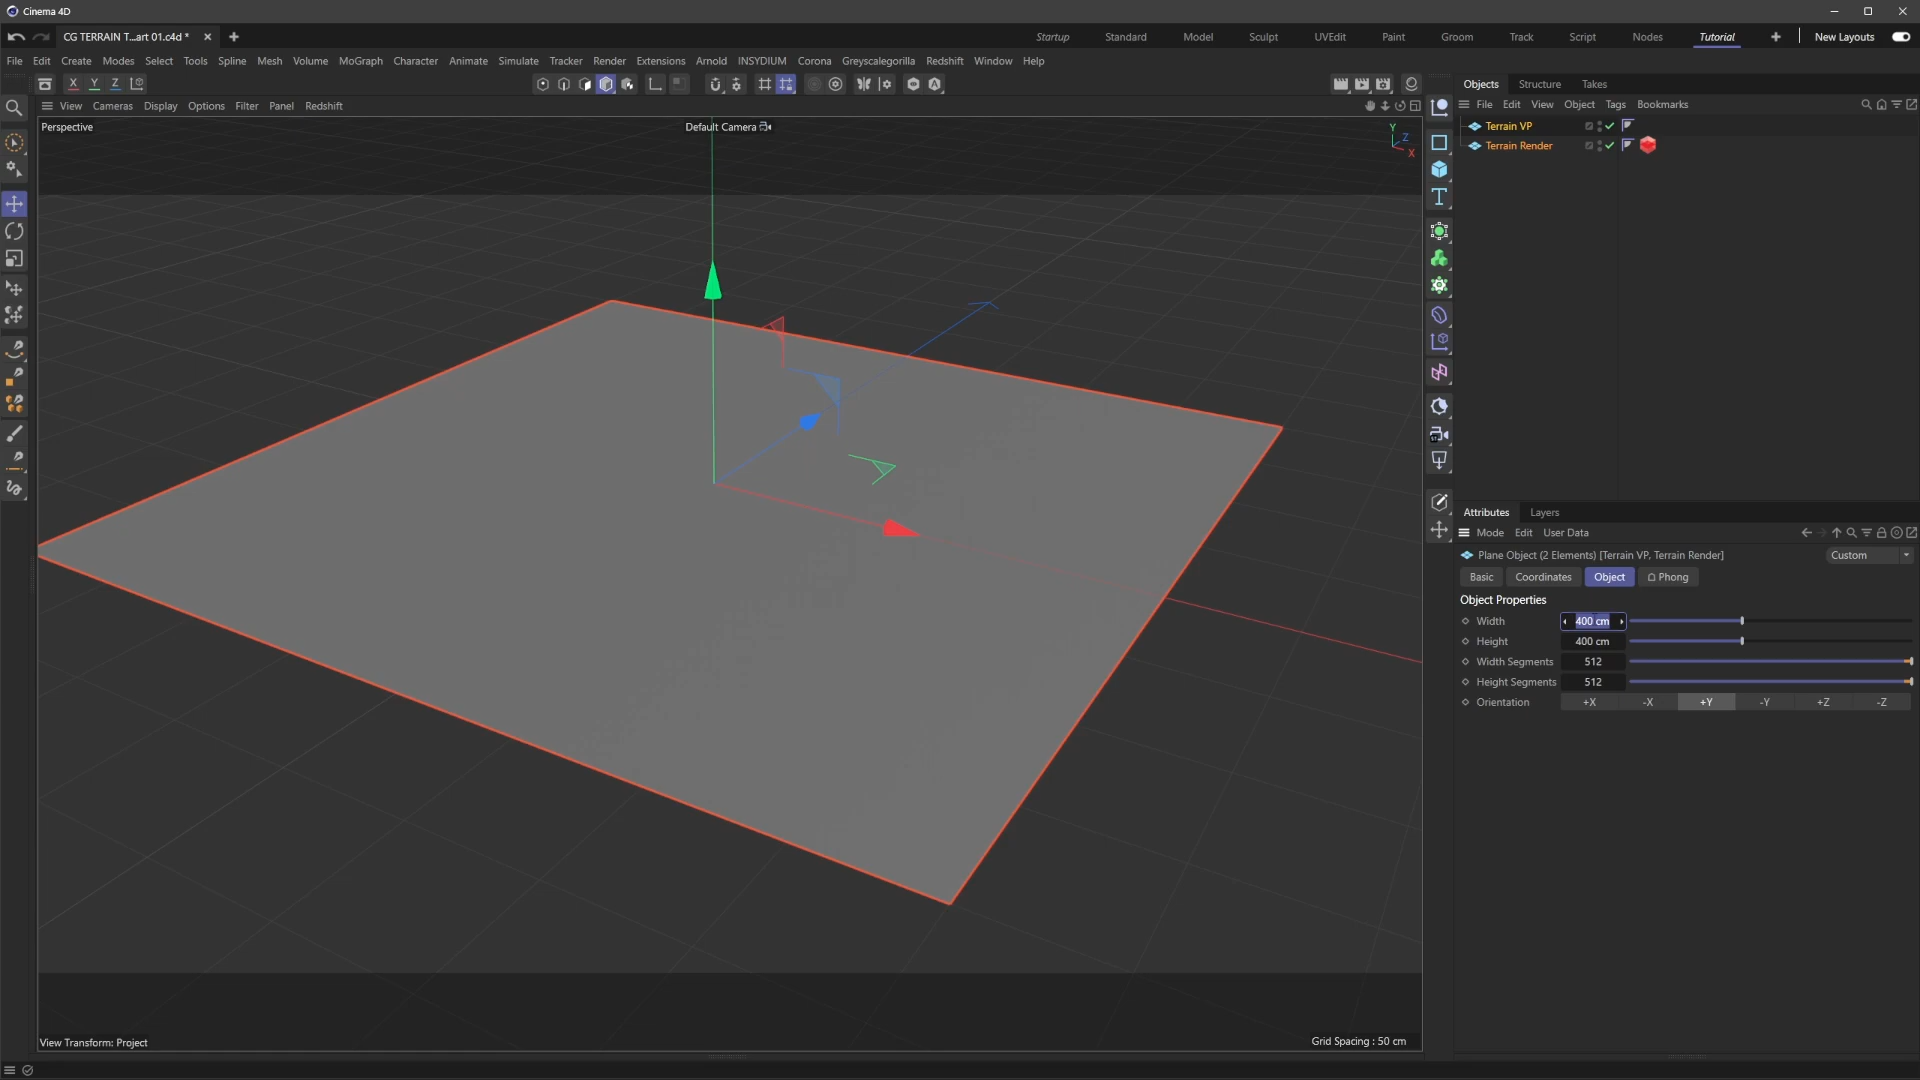 Cinema 4D
CG TERRAIN T...art 01.c4d *
Startup Standard Model Sculpt UVEdit Paint Groom Track Script Nodes Tutorial New Layouts
File Edit Create Modes Select Tools Spline Mesh Volume MoGraph Character Animate Simulate Tracker Render Extensions Arnold INSYDIUM Corona Greyscalegorilla Redshift Window Help
X Y Z
Objects Structure Takes
View Cameras Display Options Filter Panel Redshift
File Edit View Object Tags Bookmarks
Perspective
Default Camera
Y
Z
X
Terrain VP
Terrain Render
Attributes Layers
Mode Edit User Data
Plane Object (2 Elements) [Terrain VP, Terrain Render]
Custom
Basic Coordinates Object Phong
Object Properties
Width 400 cm
Height 400 cm
Width Segments 512
Height Segments 512
Orientation +X -X +Y -Y +Z -Z
View Transform: Project
Grid Spacing : 50 cm